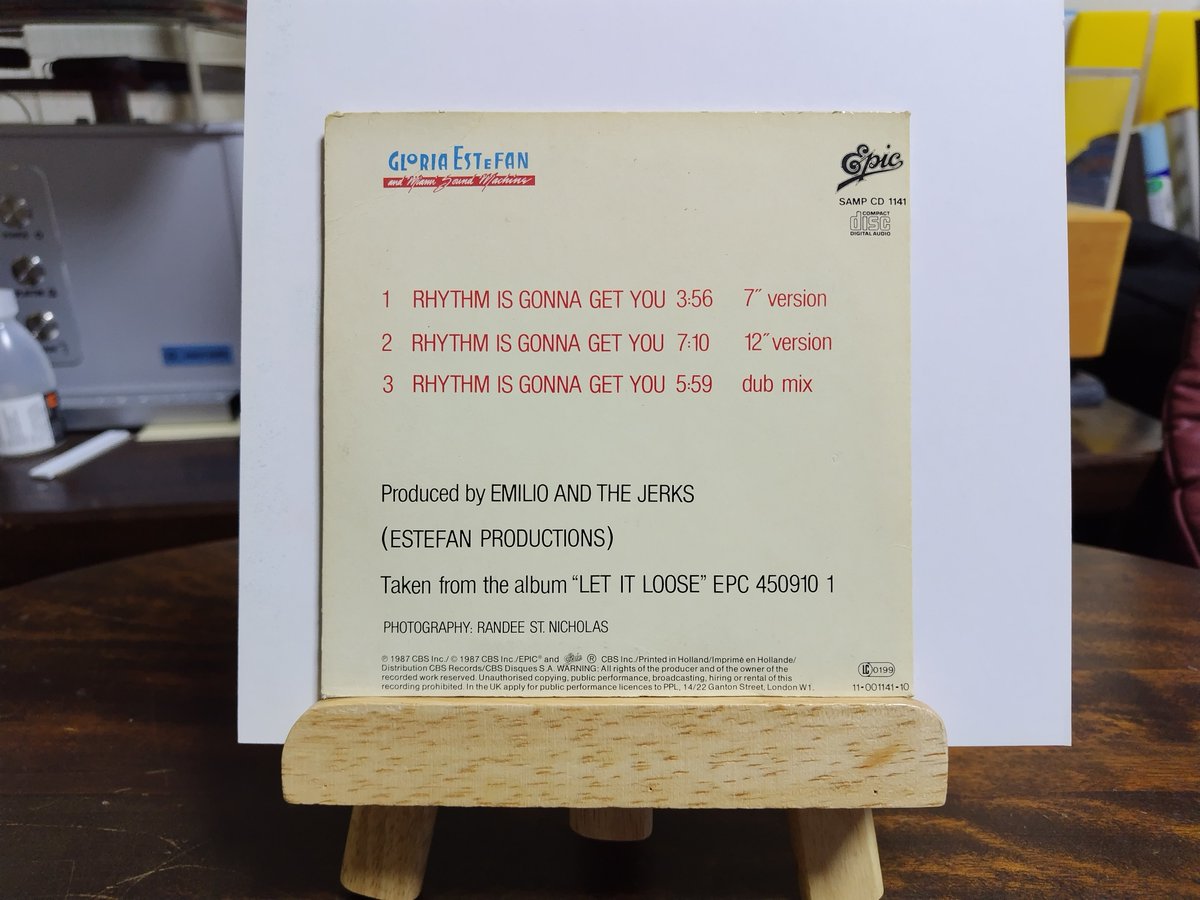 GLORIA ESTEFAN
and Miami Sound Machine
Epic
SAMP CD 1141
COMPACT
disc
DIGITAL AUDIO
1 RHYTHM IS GONNA GET YOU 3:56 7″ version
2 RHYTHM IS GONNA GET YOU 7:10 12″ version
3 RHYTHM IS GONNA GET YOU 5:59 dub mix
Produced by EMILIO AND THE JERKS
(ESTEFAN PRODUCTIONS)
Taken from the album “LET IT LOOSE” EPC 450910 1
PHOTOGRAPHY: RANDEE ST. NICHOLAS
℗ 1987 CBS Inc./ © 1987 CBS Inc./EPIC® and Epic ® CBS Inc./Printed in Holland/Imprimé en Hollande/
Distribution CBS Records/CBS Disques S.A. WARNING: All rights of the producer and of the owner of the
recorded work reserved. Unauthorised copying, public performance, broadcasting, hiring or rental of this
recording prohibited. In the UK apply for public performance licences to PPL, 14/22 Ganton Street, London W1.
LC 0199
11-001141-10